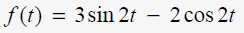 f(t) = 3 sin 2t − 2 cos 2t